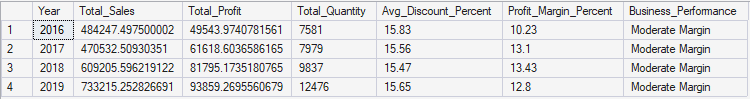 Year Total_Sales Total_Profit Total_Quantity Avg_Discount_Percent Profit_Margin_Percent Business_Perfomance
1 2016 484247.497500002 49543.9740781561 7581 15.83 10.23 Moderate Margin
2 2017 470532.50930351 61618.6036586165 7979 15.56 13.1 Moderate Margin
3 2018 609205.596219122 81795.1735180765 9837 15.47 13.43 Moderate Margin
4 2019 733215.252826691 93859.2695560679 12476 15.65 12.8 Moderate Margin